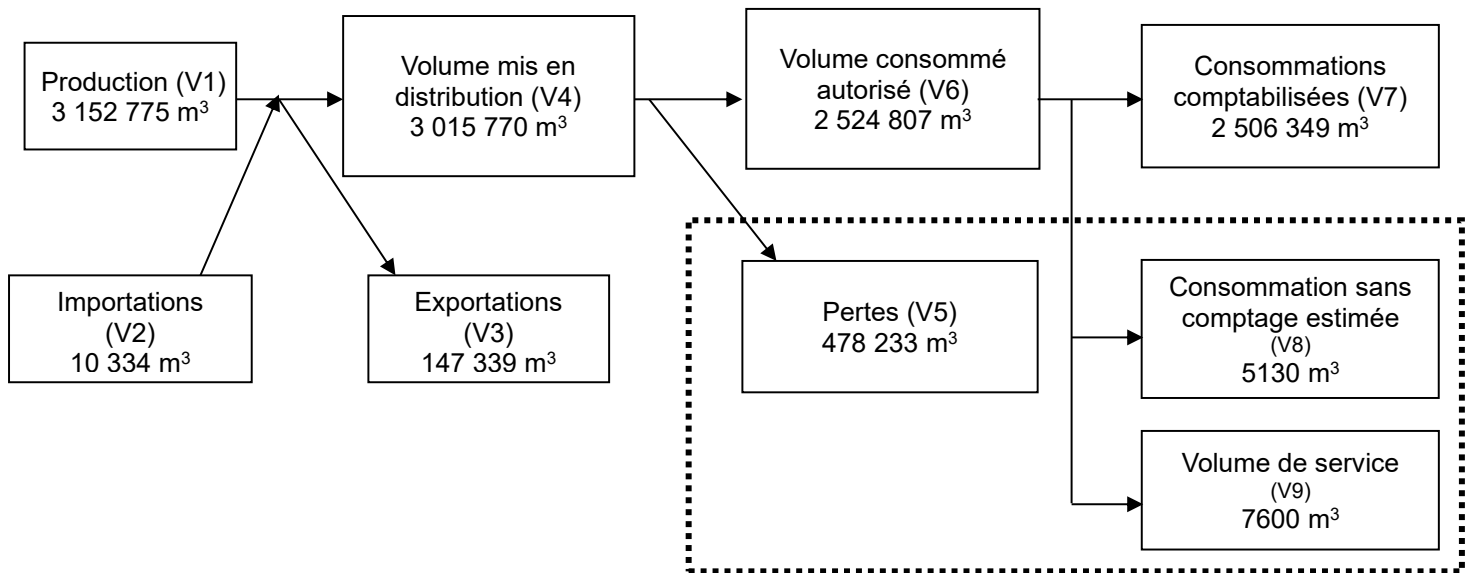 Production (V1)
3 152 775 m³
Volume mis en
distribution (V4)
3 015 770 m³
Volume consommé
autorisé (V6)
2 524 807 m³
Consommations
comptabilisées (V7)
2 506 349 m³
Importations
(V2)
10 334 m³
Exportations
(V3)
147 339 m³
Pertes (V5)
478 233 m³
Consommation sans
comptage estimée
(V8)
5130 m³
Volume de service
(V9)
7600 m³